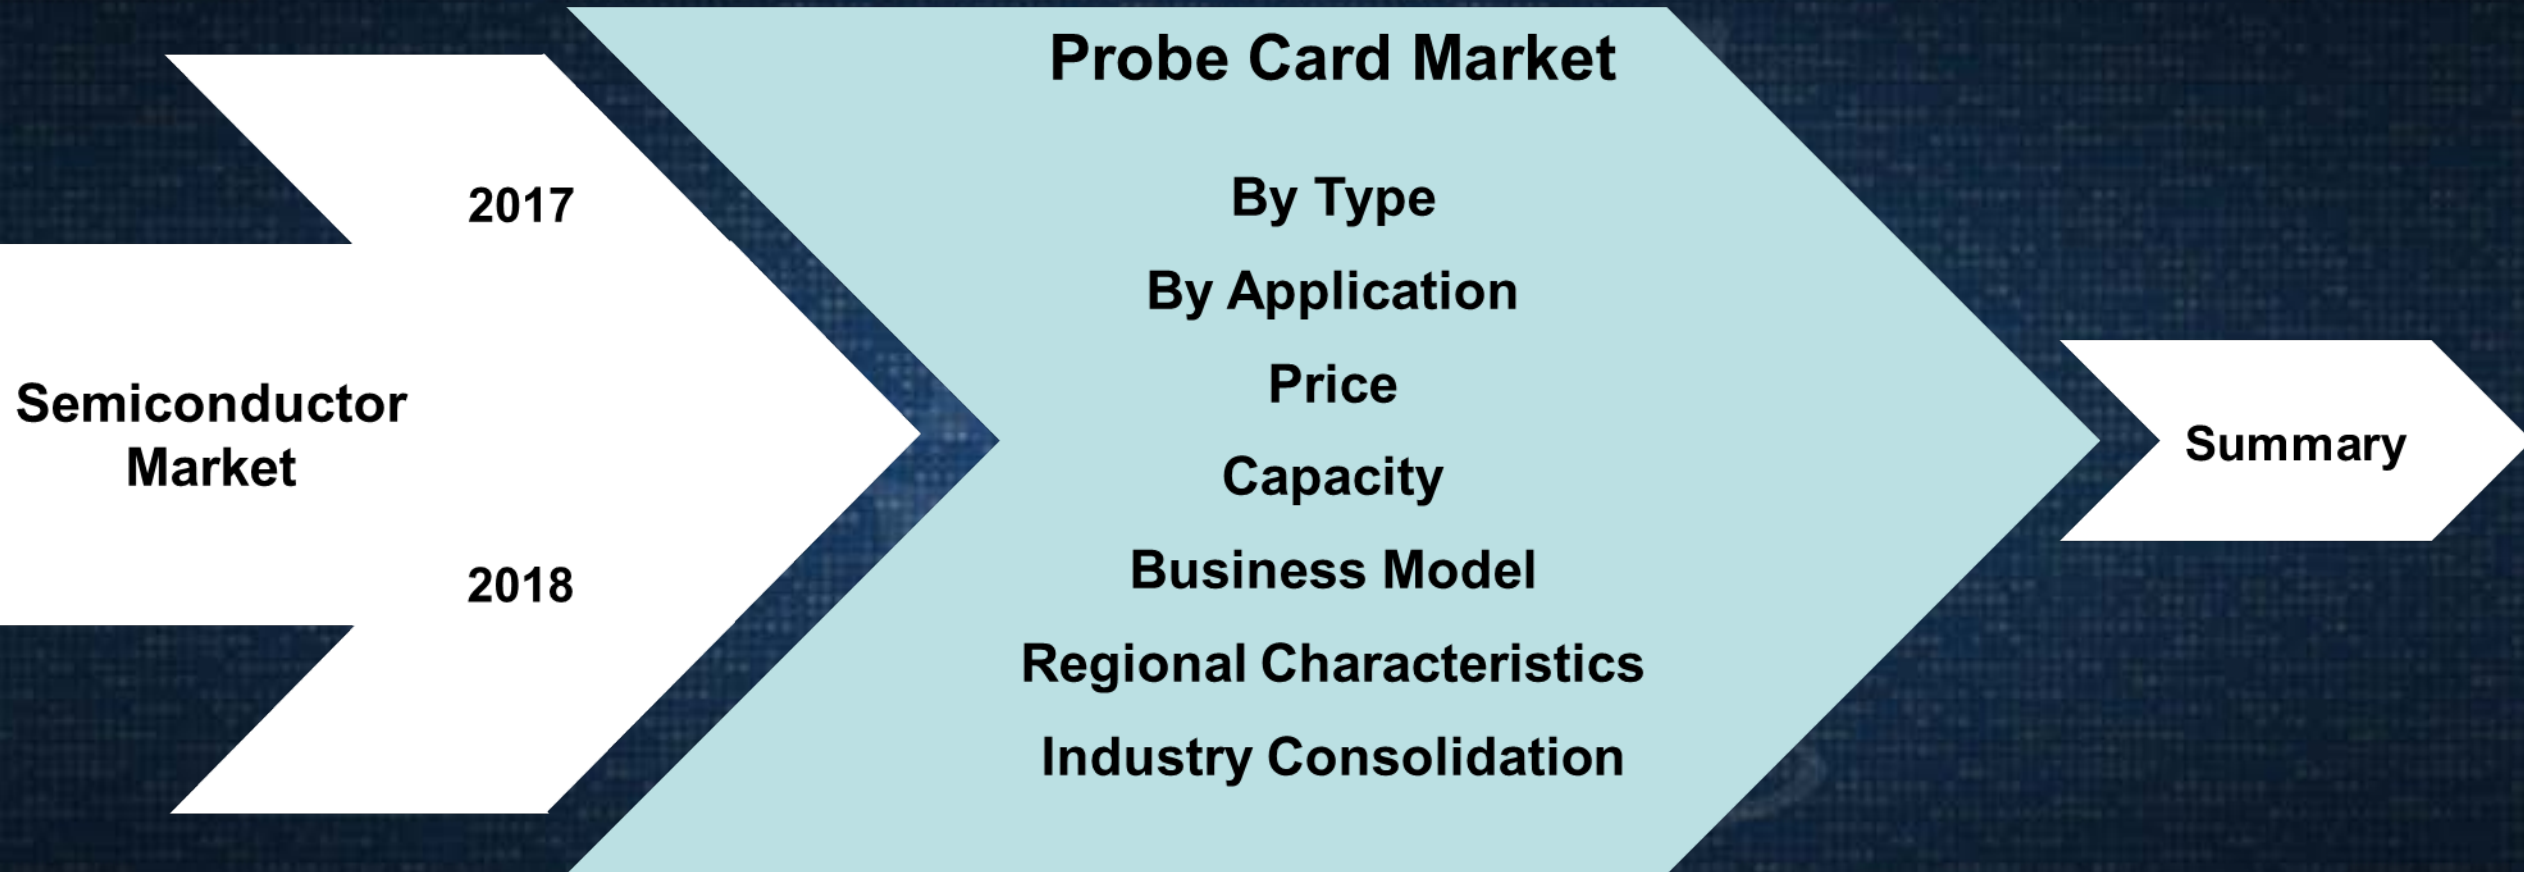 2017
Semiconductor
Market
2018
Probe Card Market
By Type
By Application
Price
Capacity
Business Model
Regional Characteristics
Industry Consolidation
Summary